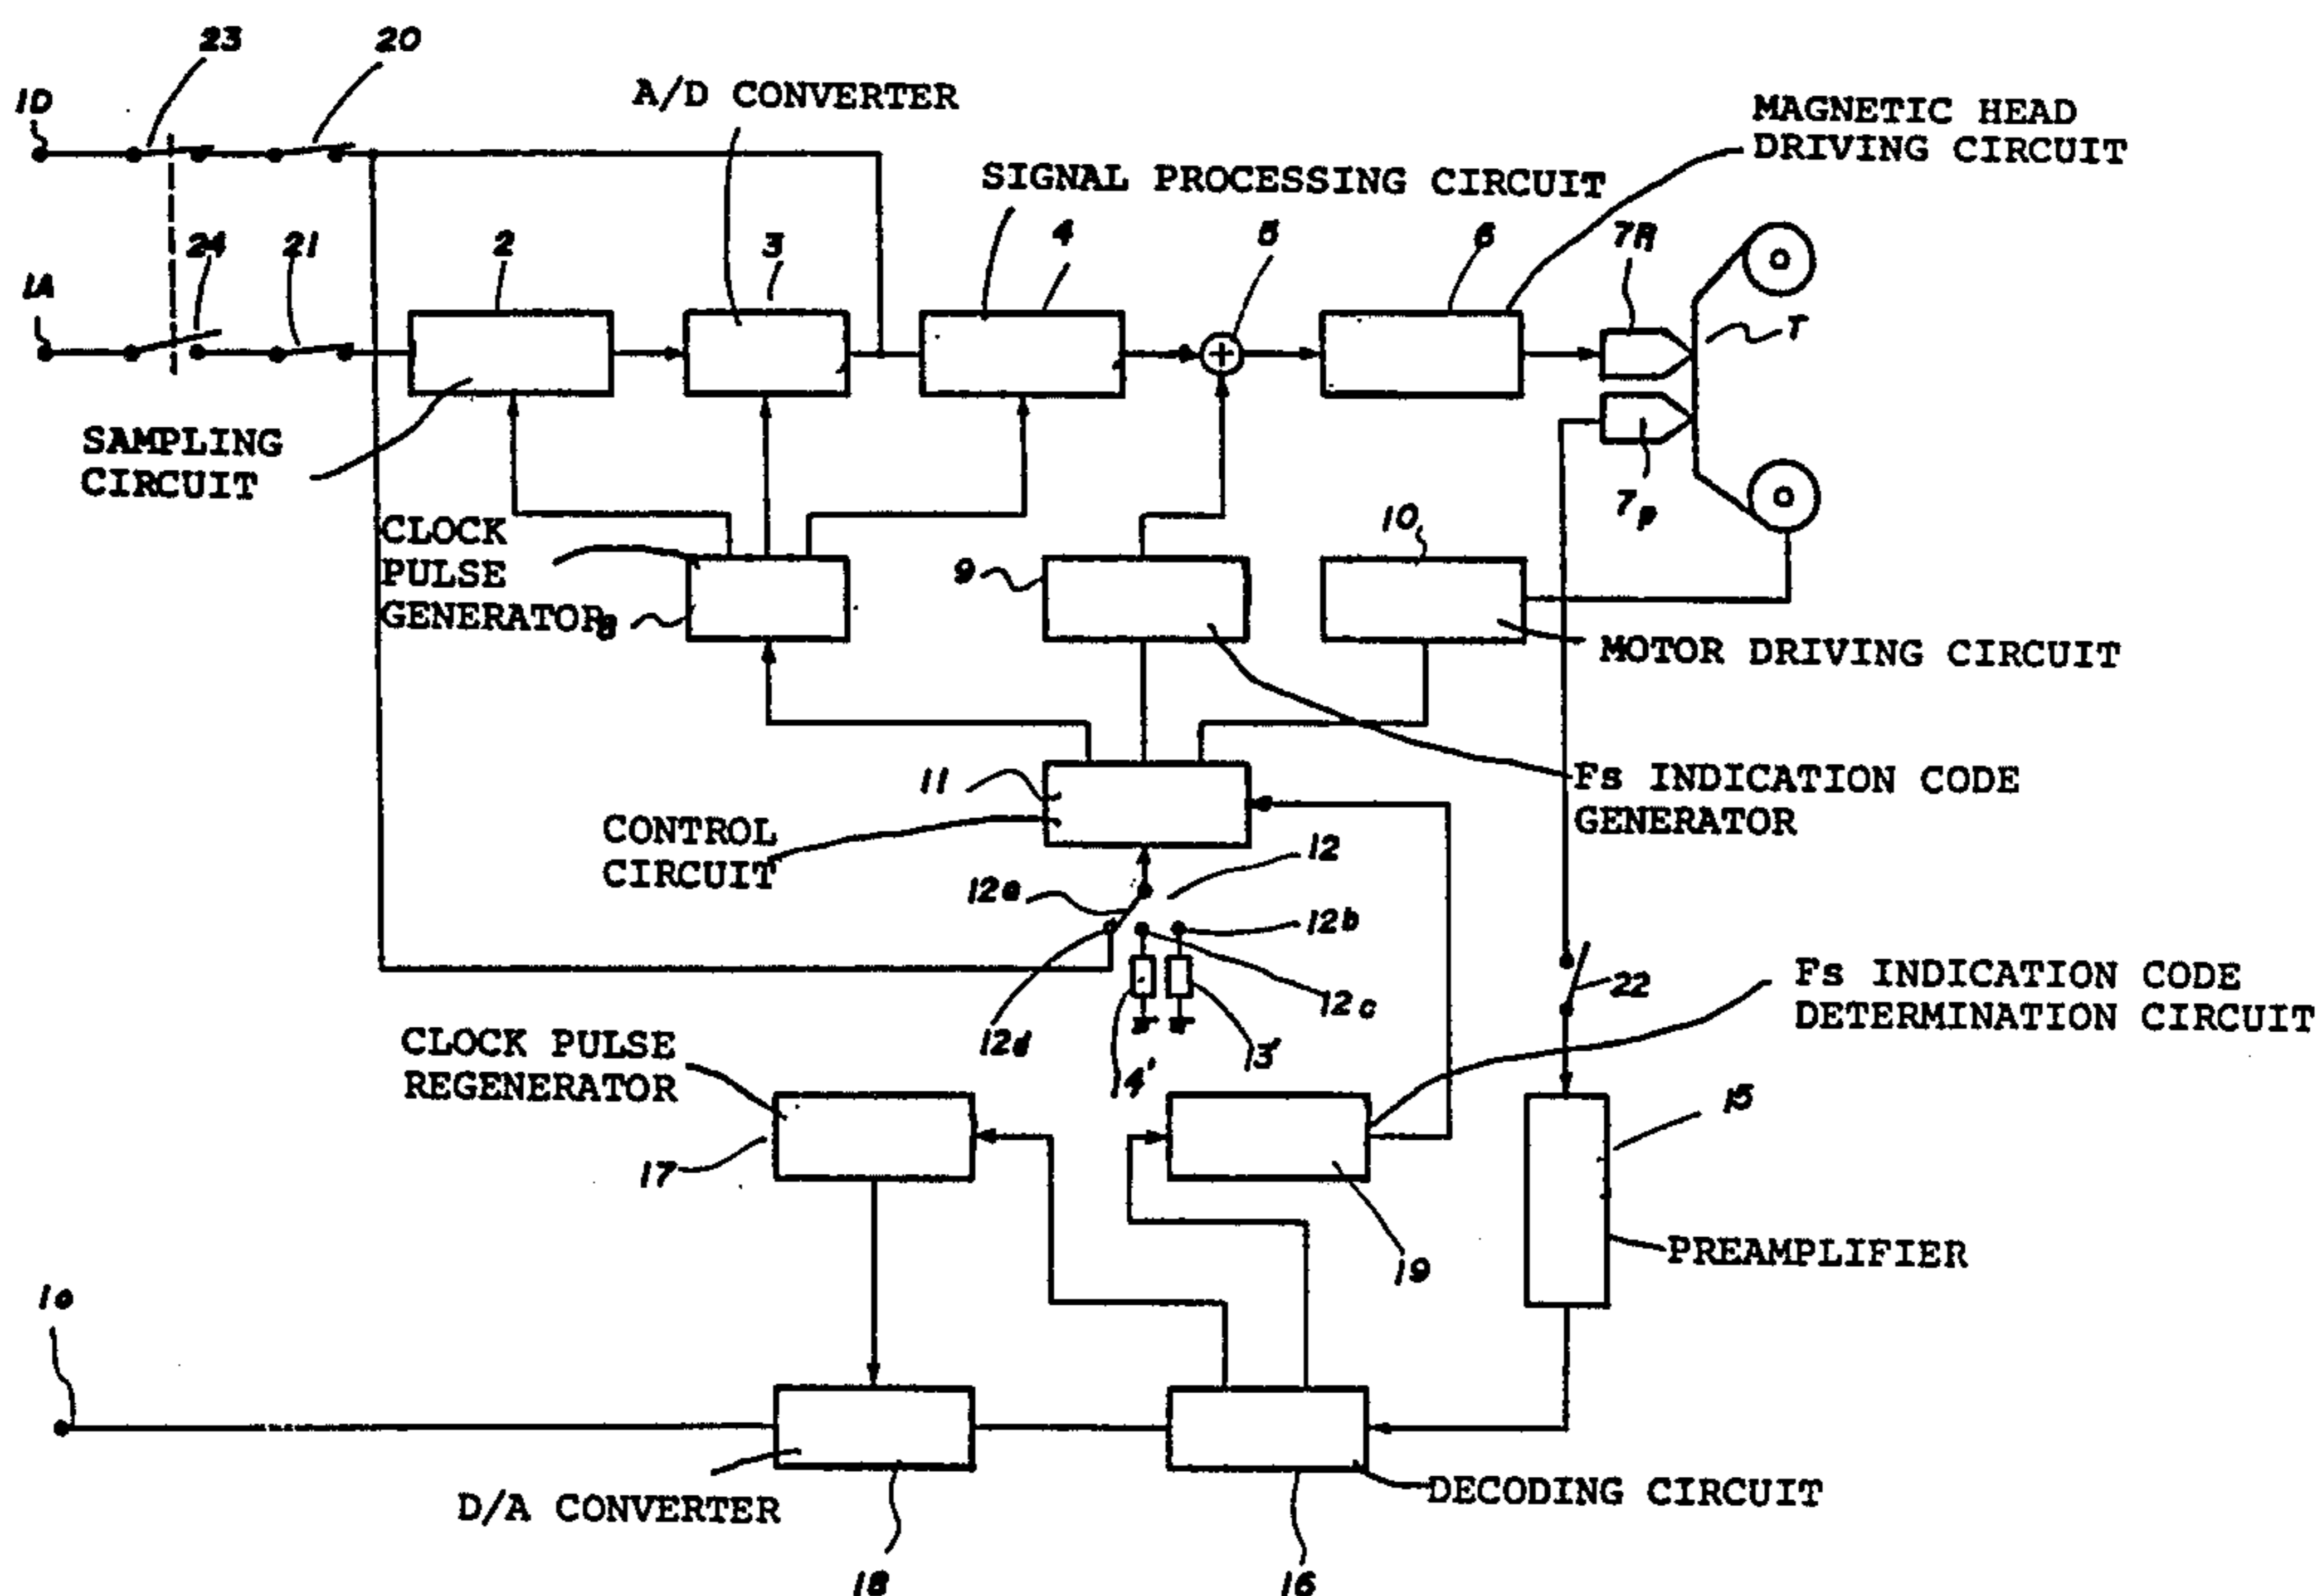 23
20
1D
A/D CONVERTER
MAGNETIC HEAD
DRIVING CIRCUIT
SIGNAL PROCESSING CIRCUIT
1A
24
21
2
3
4
5
6
7R
T
SAMPLING
CIRCUIT
7p
CLOCK
PULSE
GENERATOR
8
9
10
MOTOR DRIVING CIRCUIT
11
Fs INDICATION CODE
GENERATOR
CONTROL
CIRCUIT
12
12a
12b
12c
12d
22
Fs INDICATION CODE
DETERMINATION CIRCUIT
CLOCK PULSE
REGENERATOR
14'
13'
15
17
19
PREAMPLIFIER
1o
D/A CONVERTER
DECODING CIRCUIT
18
16